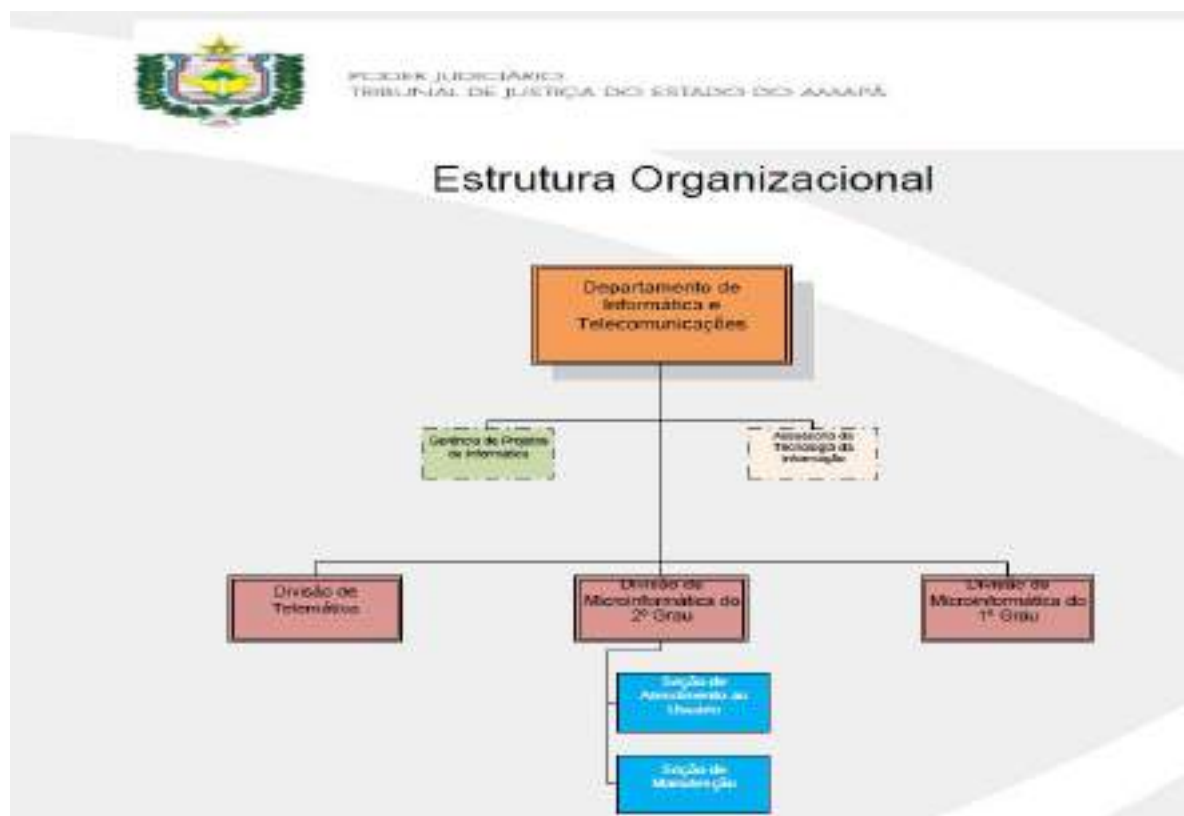 PODER JUDICIÁRIO
TRIBUNAL DE JUSTIÇA DO ESTADO DO AMAPÁ
Estrutura Organizacional
Departamento de
Informática e
Telecomunicações
Gerência de Projetos
de Informática
Assessoria de
Tecnologia da
Informação
Divisão de
Telemática
Divisão de
Microinformática do
2º Grau
Divisão de
Microinformática do
1º Grau
Seção de
Atendimento ao
Usuário
Seção de
Manutenção